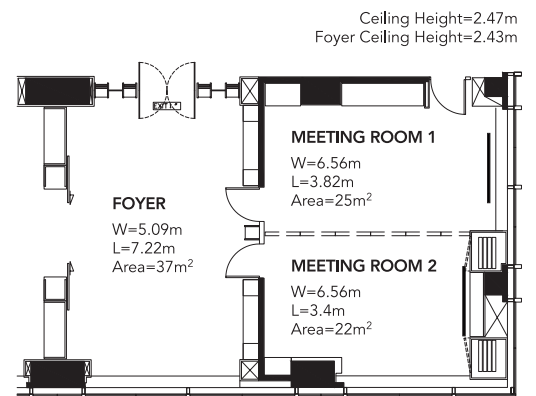 Ceiling Height=2.47m
Foyer Ceiling Height=2.43m
EXIT
MEETING ROOM 1
W=6.56m
L=3.82m
Area=25m²
FOYER
W=5.09m
L=7.22m
Area=37m²
MEETING ROOM 2
W=6.56m
L=3.4m
Area=22m²